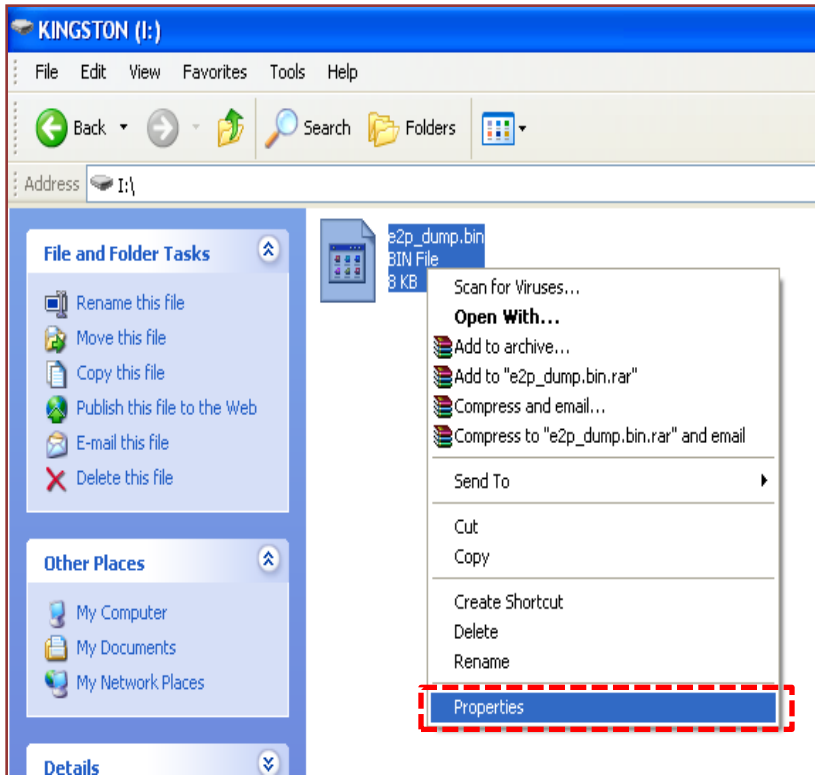 KINGSTON (I:)
File Edit View Favorites Tools Help
Back Search Folders
Address I:\
File and Folder Tasks
Rename this file
Move this file
Copy this file
Publish this file to the Web
E-mail this file
Delete this file
Other Places
My Computer
My Documents
My Network Places
Details
e2p_dump.bin
BIN File
8 KB
Scan for Viruses...
Open With...
Add to archive...
Add to "e2p_dump.bin.rar"
Compress and email...
Compress to "e2p_dump.bin.rar" and email
Send To
Cut
Copy
Create Shortcut
Delete
Rename
Properties